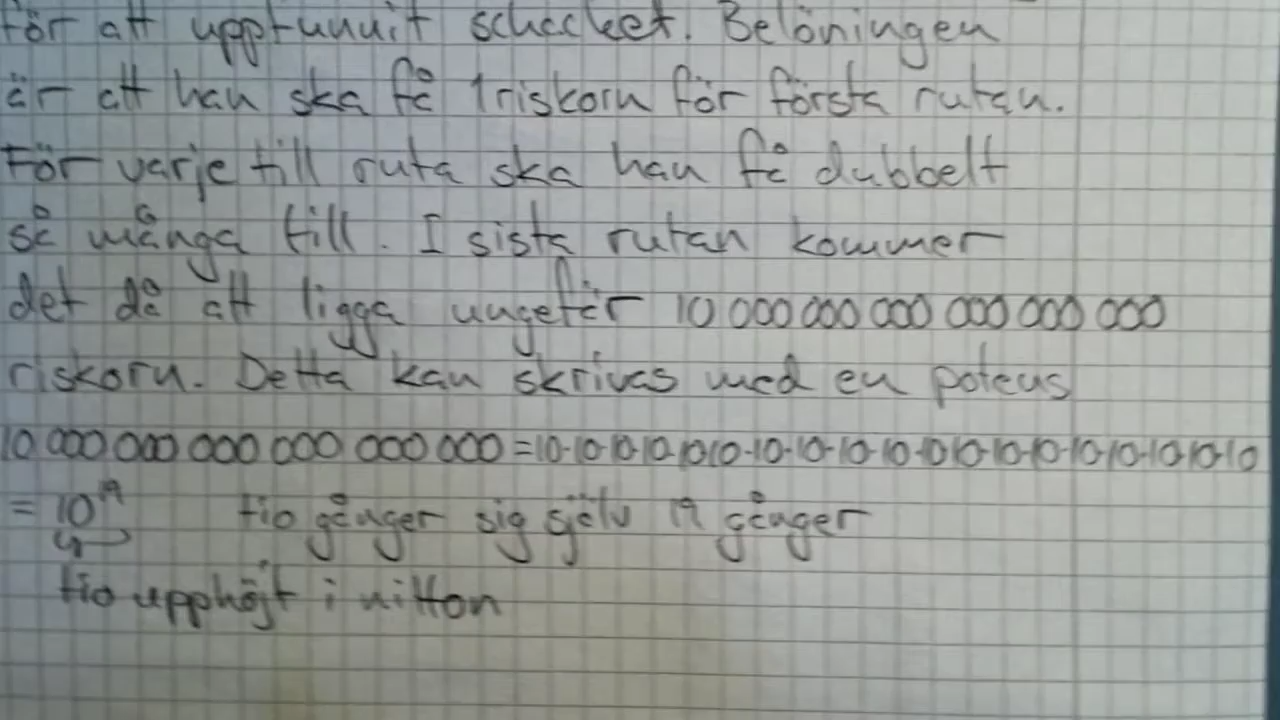 för att uppfunnit schacket. Belöningen
är att han ska få 1 riskorn för första rutan.
För varje till ruta ska han få dubbelt
så många till. I sista rutan kommer
det då att ligga ungefär 10 000 000 000 000 000 000
riskorn. Detta kan skrivas med en potens
10 000 000 000 000 000 000 = 10·10·10·10·10·10·10·10·10·10·10·10·10·10·10·10·10·10·10
= 10¹⁹ tio gånger sig själv 19 gånger
tio upphöjt i nitton